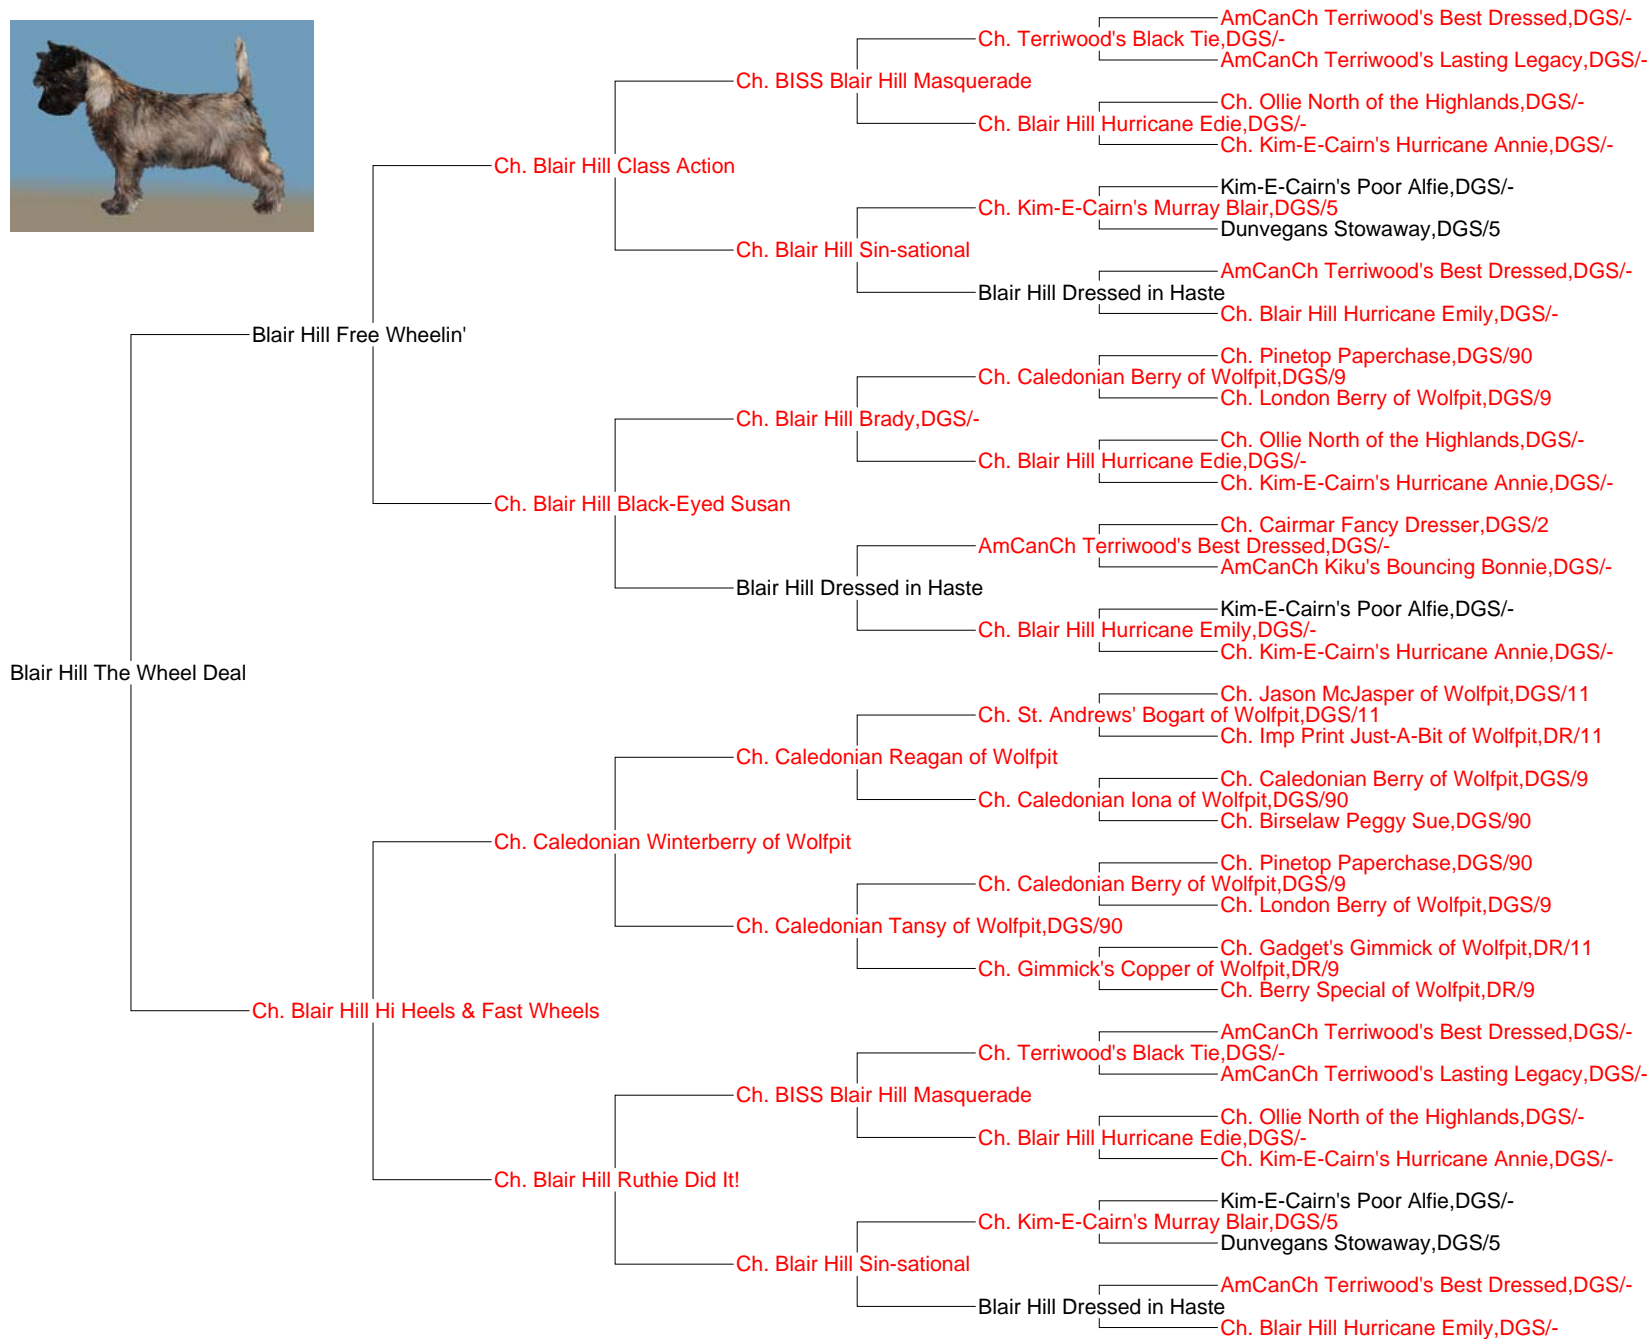 AmCanCh Terriwood's Best Dressed,DGS/-
Ch. Terriwood's Black Tie,DGS/-
AmCanCh Terriwood's Lasting Legacy,DGS/-
Ch. BISS Blair Hill Masquerade
Ch. Ollie North of the Highlands,DGS/-
Ch. Blair Hill Hurricane Edie,DGS/-
Ch. Kim-E-Cairn's Hurricane Annie,DGS/-
Ch. Blair Hill Class Action
Kim-E-Cairn's Poor Alfie,DGS/-
Ch. Kim-E-Cairn's Murray Blair,DGS/5
Dunvegans Stowaway,DGS/5
Ch. Blair Hill Sin-sational
AmCanCh Terriwood's Best Dressed,DGS/-
Blair Hill Dressed in Haste
Ch. Blair Hill Hurricane Emily,DGS/-
Blair Hill Free Wheelin'
Ch. Pinetop Paperchase,DGS/90
Ch. Caledonian Berry of Wolfpit,DGS/9
Ch. London Berry of Wolfpit,DGS/9
Ch. Blair Hill Brady,DGS/-
Ch. Ollie North of the Highlands,DGS/-
Ch. Blair Hill Hurricane Edie,DGS/-
Ch. Kim-E-Cairn's Hurricane Annie,DGS/-
Ch. Blair Hill Black-Eyed Susan
Ch. Cairmar Fancy Dresser,DGS/2
AmCanCh Terriwood's Best Dressed,DGS/-
AmCanCh Kiku's Bouncing Bonnie,DGS/-
Blair Hill Dressed in Haste
Kim-E-Cairn's Poor Alfie,DGS/-
Ch. Blair Hill Hurricane Emily,DGS/-
Ch. Kim-E-Cairn's Hurricane Annie,DGS/-
Blair Hill The Wheel Deal
Ch. Jason McJasper of Wolfpit,DGS/11
Ch. St. Andrews' Bogart of Wolfpit,DGS/11
Ch. Imp Print Just-A-Bit of Wolfpit,DR/11
Ch. Caledonian Reagan of Wolfpit
Ch. Caledonian Berry of Wolfpit,DGS/9
Ch. Caledonian Iona of Wolfpit,DGS/90
Ch. Birselaw Peggy Sue,DGS/90
Ch. Caledonian Winterberry of Wolfpit
Ch. Pinetop Paperchase,DGS/90
Ch. Caledonian Berry of Wolfpit,DGS/9
Ch. London Berry of Wolfpit,DGS/9
Ch. Caledonian Tansy of Wolfpit,DGS/90
Ch. Gadget's Gimmick of Wolfpit,DR/11
Ch. Gimmick's Copper of Wolfpit,DR/9
Ch. Berry Special of Wolfpit,DR/9
Ch. Blair Hill Hi Heels & Fast Wheels
AmCanCh Terriwood's Best Dressed,DGS/-
Ch. Terriwood's Black Tie,DGS/-
AmCanCh Terriwood's Lasting Legacy,DGS/-
Ch. BISS Blair Hill Masquerade
Ch. Ollie North of the Highlands,DGS/-
Ch. Blair Hill Hurricane Edie,DGS/-
Ch. Kim-E-Cairn's Hurricane Annie,DGS/-
Ch. Blair Hill Ruthie Did It!
Kim-E-Cairn's Poor Alfie,DGS/-
Ch. Kim-E-Cairn's Murray Blair,DGS/5
Dunvegans Stowaway,DGS/5
Ch. Blair Hill Sin-sational
AmCanCh Terriwood's Best Dressed,DGS/-
Blair Hill Dressed in Haste
Ch. Blair Hill Hurricane Emily,DGS/-